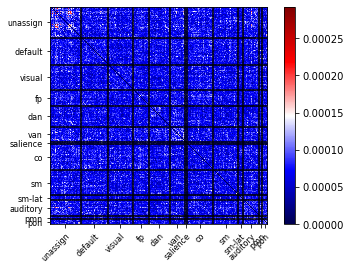 unassign
default
visual
fp
dan
van
salience
co
sm
sm-lat
auditory
pmn
pon
unassign
default
visual
fp
dan
van
salience
co
sm
sm-lat
auditory
0.00025
0.00020
0.00015
0.00010
0.00005
0.00000